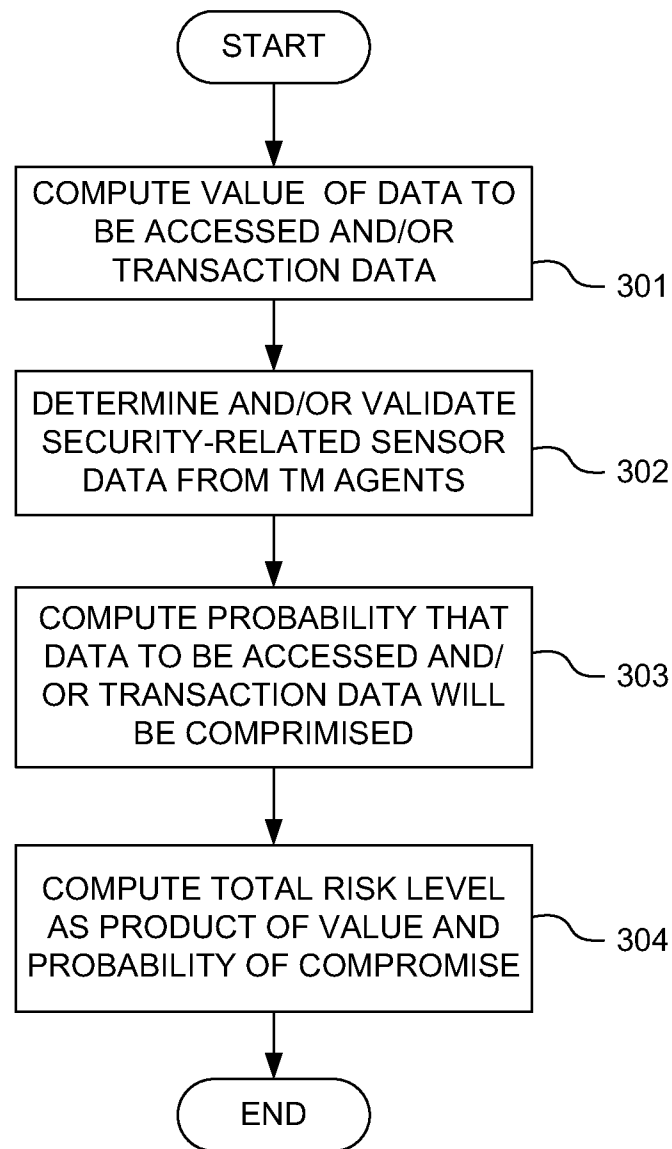 START
COMPUTE VALUE OF DATA TO
BE ACCESSED AND/OR
TRANSACTION DATA
301
DETERMINE AND/OR VALIDATE
SECURITY-RELATED SENSOR
DATA FROM TM AGENTS
302
COMPUTE PROBABILITY THAT
DATA TO BE ACCESSED AND/
OR TRANSACTION DATA WILL
BE COMPRIMISED
303
COMPUTE TOTAL RISK LEVEL
AS PRODUCT OF VALUE AND
PROBABILITY OF COMPROMISE
304
END